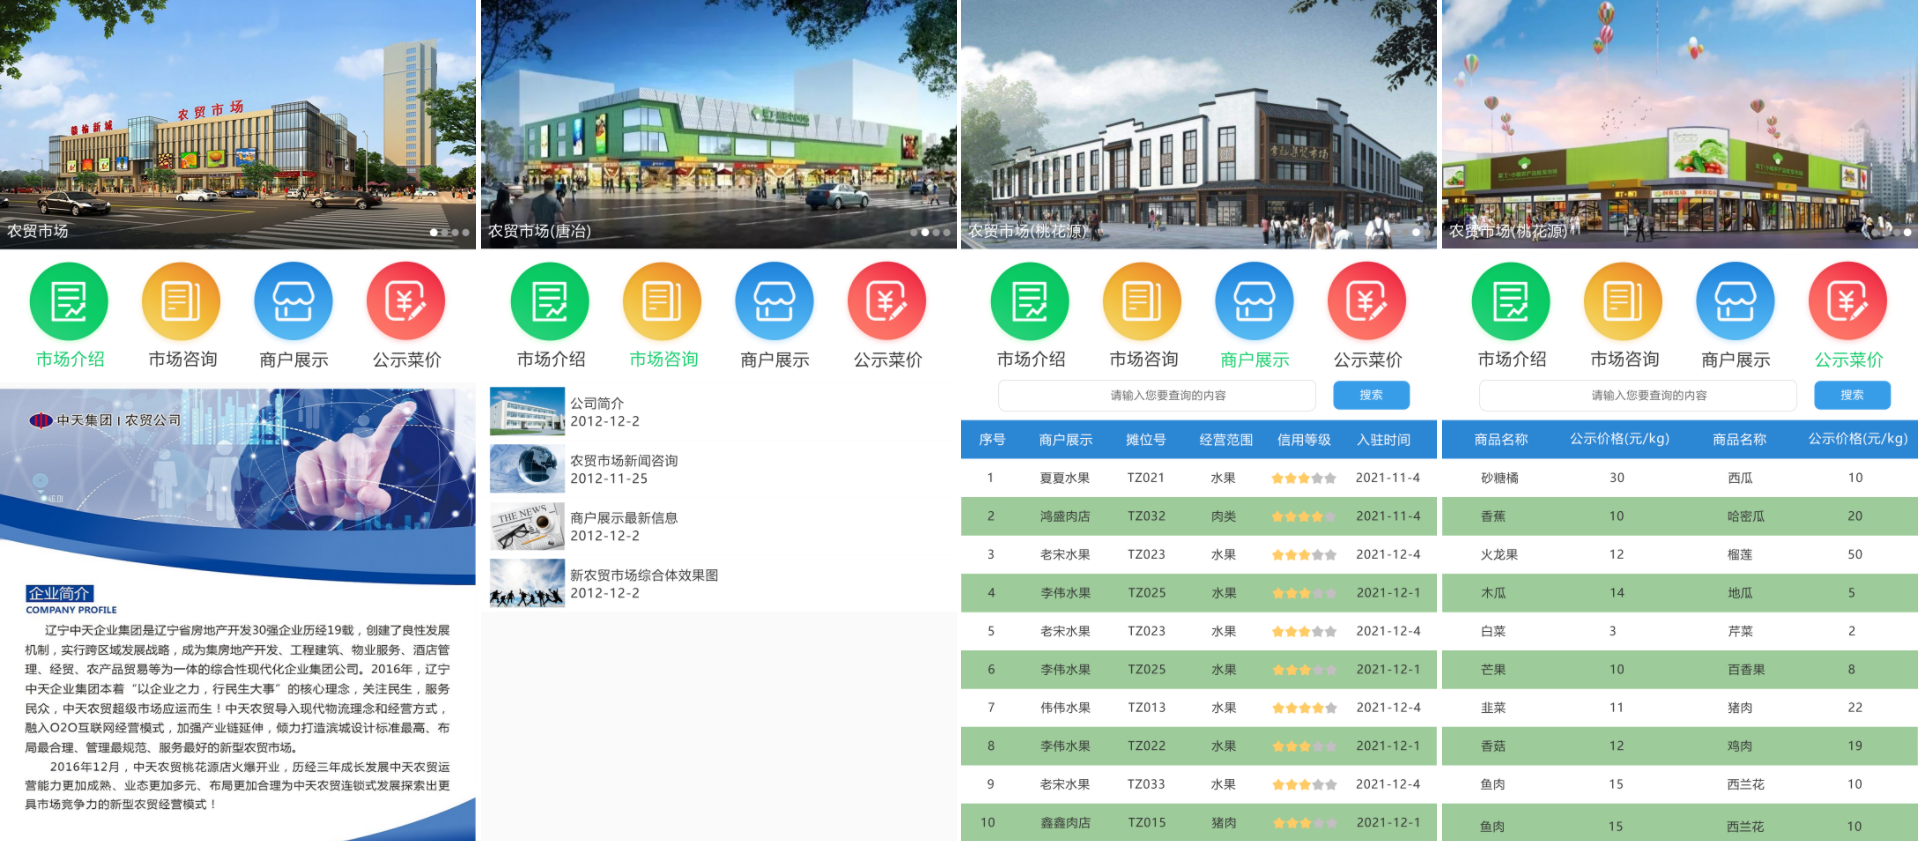 赣榆新城
农贸市场
农贸市场
市场介绍
市场咨询
商户展示
公示菜价
中天集团 | 农贸公司
企业简介
COMPANY PROFILE
辽宁中天企业集团是辽宁省房地产开发30强企业历经19载，创建了良性发展
机制，实行跨区域发展战略，成为集房地产开发、工程建筑、物业服务、酒店管
理、经贸、农产品贸易等为一体的综合性现代化企业集团公司。2016年，辽宁
中天企业集团本着“以企业之力，行民生大事”的核心理念，关注民生，服务
民众，中天农贸超级市场应运而生！中天农贸导入现代物流理念和经营方式，
融入O2O互联网经营模式，加强产业链延伸，倾力打造滨城设计标准最高、布
局最合理、管理最规范、服务最好的新型农贸市场。
2016年12月，中天农贸桃花源店火爆开业，历经三年成长发展中天农贸运
营能力更加成熟、业态更加多元、布局更加合理为中天农贸连锁式发展探索出更
具市场竞争力的新型农贸经营模式！
农贸市场(唐冶)
市场介绍
市场咨询
商户展示
公示菜价
公司简介
2012-12-2
农贸市场新闻咨询
2012-11-25
THE NEWS
商户展示最新信息
2012-12-2
新农贸市场综合体效果图
2012-12-2
农贸市场(桃花源)
市场介绍
市场咨询
商户展示
公示菜价
请输入您要查询的内容
搜索
序号 商户展示 摊位号 经营范围 信用等级 入驻时间
1 夏夏水果 TZ021 水果 2021-11-4
2 鸿盛肉店 TZ032 肉类 2021-11-4
3 老宋水果 TZ023 水果 2021-12-4
4 李伟水果 TZ025 水果 2021-12-1
5 老宋水果 TZ023 水果 2021-12-4
6 李伟水果 TZ025 水果 2021-12-1
7 伟伟水果 TZ013 水果 2021-12-4
8 李伟水果 TZ022 水果 2021-12-1
9 老宋水果 TZ033 水果 2021-12-4
10 鑫鑫肉店 TZ015 猪肉 2021-12-1
农贸市场(桃花源)
市场介绍
市场咨询
商户展示
公示菜价
请输入您要查询的内容
搜索
商品名称 公示价格(元/kg) 商品名称 公示价格(元/kg)
砂糖橘 30 西瓜 10
香蕉 10 哈密瓜 20
火龙果 12 榴莲 50
木瓜 14 地瓜 5
白菜 3 芹菜 2
芒果 10 百香果 8
韭菜 11 猪肉 22
香菇 12 鸡肉 19
鱼肉 15 西兰花 10
鱼肉 15 西兰花 10